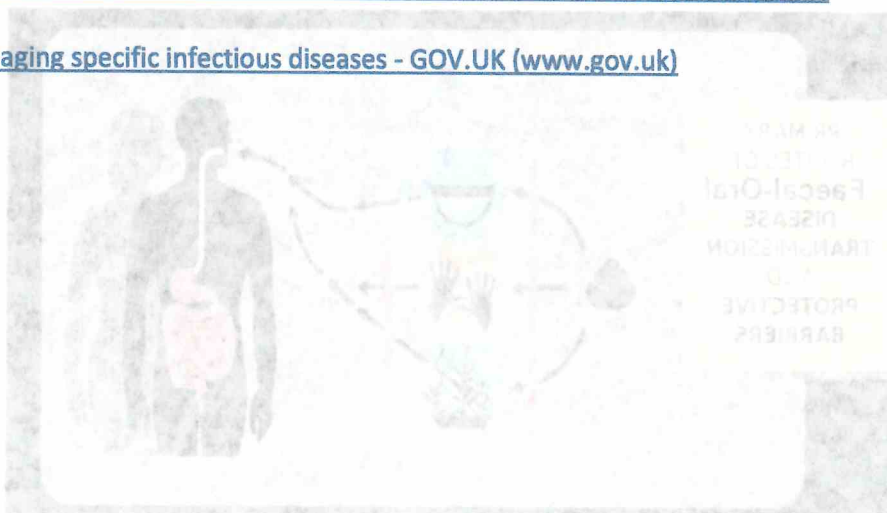 aging specific infectious diseases - GOV.UK (www.gov.uk)
Faecal-Oral
DISEASE
TRANSMISSION
PROTECTIVE
BARRIERS